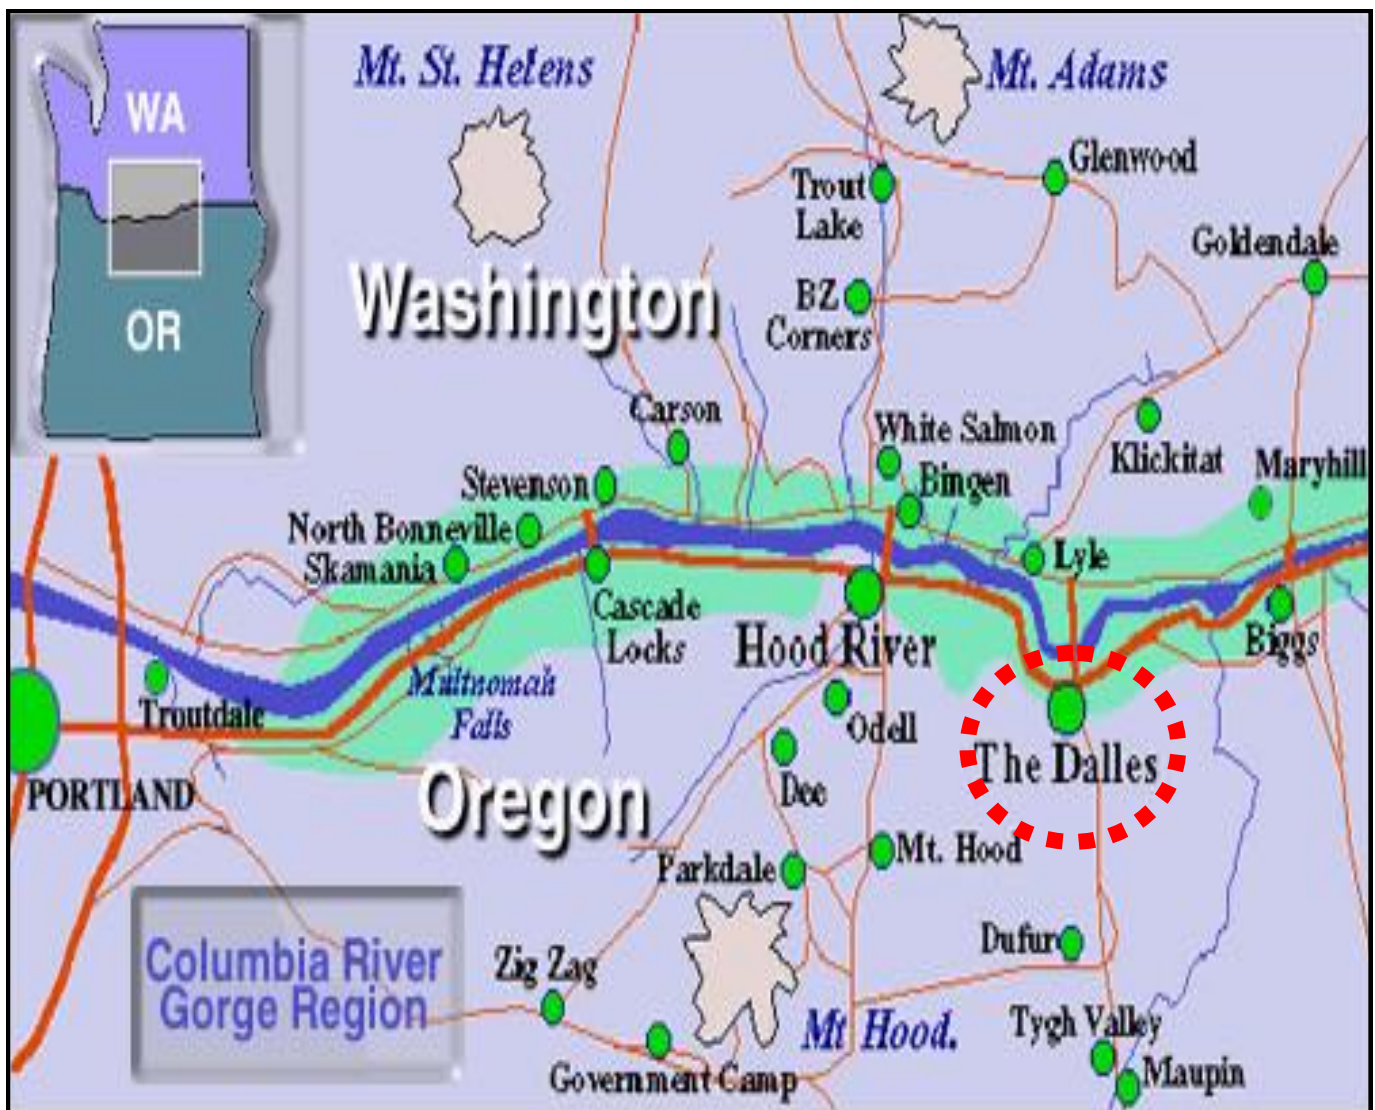 Mt. St. Helens
Mt. Adams
WA
Glenwood
Trout
Lake
Goldendale
Washington
BZ
Corners
OR
Carson
White Salmon
Klickitat
Maryhill
Stevenson
Bingen
North Bonneville
Skamania
Lyle
Cascade
Locks
Hood River
Biggs
Multnomah
Falls
Troutdale
Odell
The Dalles
PORTLAND
Dee
Oregon
Parkdale
Mt. Hood
Columbia River
Gorge Region
Zig Zag
Dufur
Mt Hood.
Tygh Valley
Government Camp
Maupin